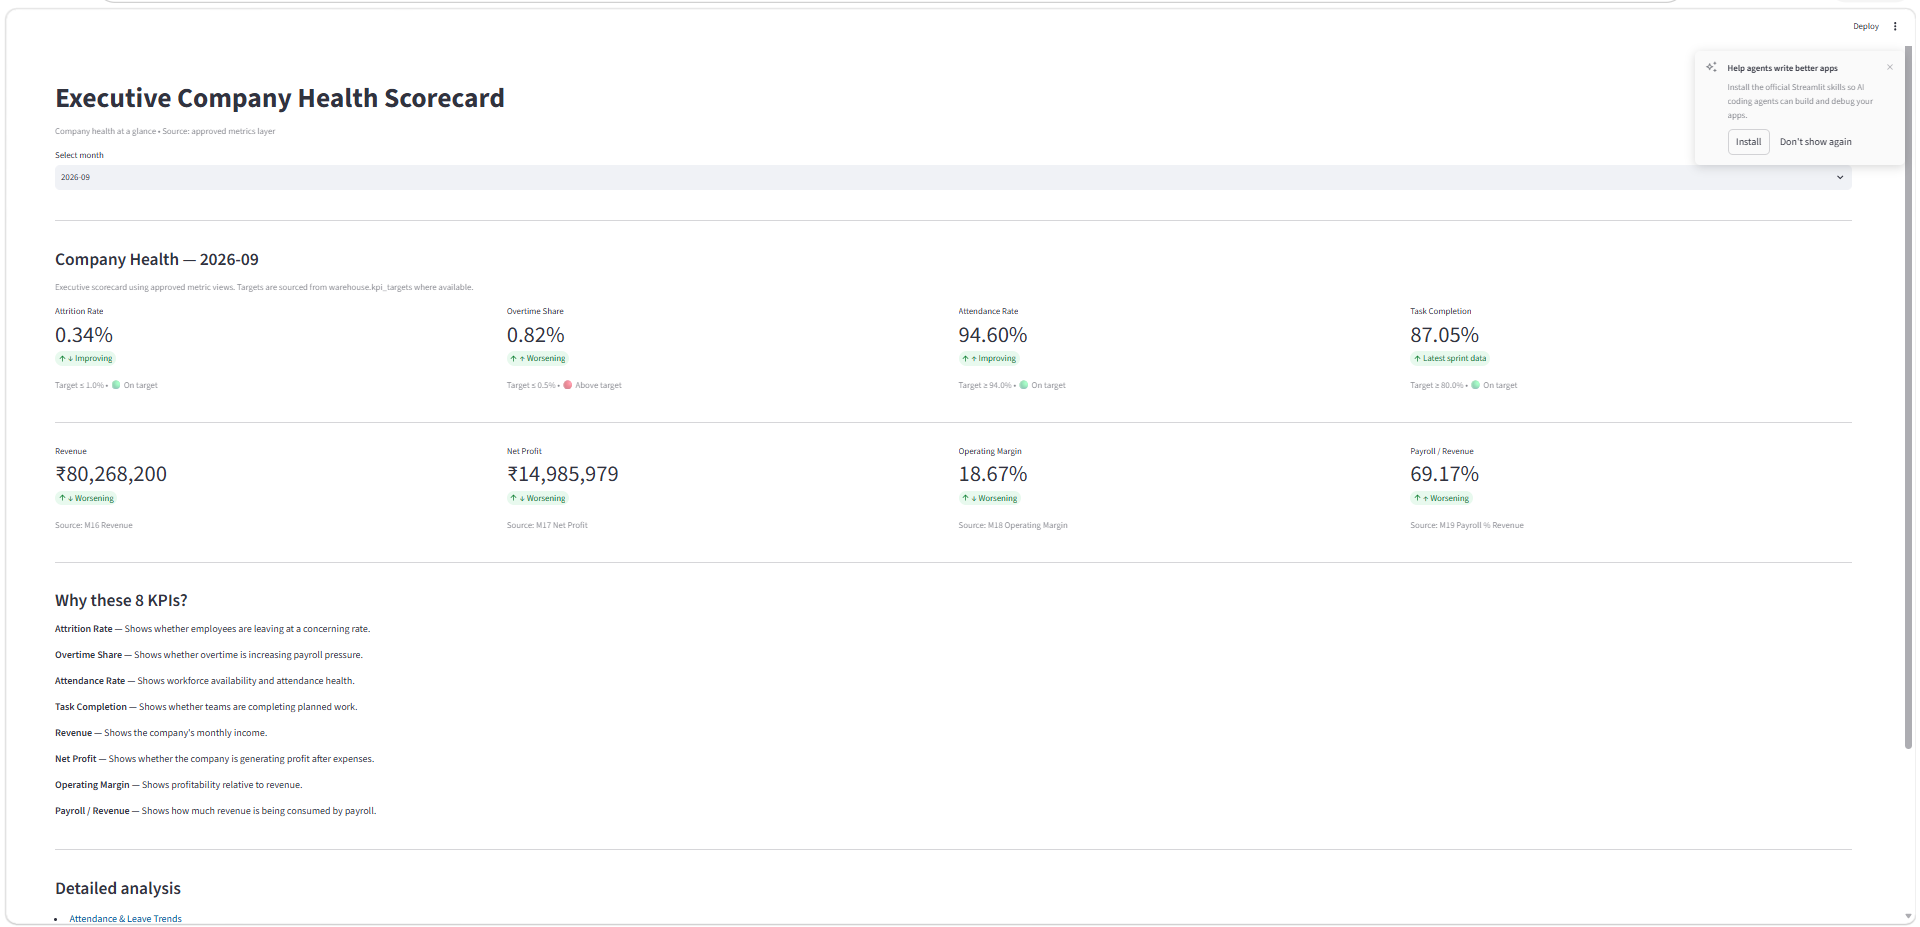 Deploy
Help agents write better apps
Install the official Streamlit skills so AI
coding agents can build and debug your
apps.
Install Don't show again
Executive Company Health Scorecard
Company health at a glance • Source: approved metrics layer
Select month
2026-09
Company Health — 2026-09
Executive scorecard using approved metric views. Targets are sourced from warehouse.kpi_targets where available.
Attrition Rate Overtime Share Attendance Rate Task Completion
0.34% 0.82% 94.60% 87.05%
↑ ↓ Improving ↑ ↑ Worsening ↑ ↑ Improving ↑ Latest sprint data
Target ≤ 1.0% • On target Target ≤ 0.5% • Above target Target ≥ 94.0% • On target Target ≥ 80.0% • On target
Revenue Net Profit Operating Margin Payroll / Revenue
₹80,268,200 ₹14,985,979 18.67% 69.17%
↑ ↓ Worsening ↑ ↓ Worsening ↑ ↓ Worsening ↑ ↑ Worsening
Source: M16 Revenue Source: M17 Net Profit Source: M18 Operating Margin Source: M19 Payroll % Revenue
Why these 8 KPIs?
Attrition Rate — Shows whether employees are leaving at a concerning rate.
Overtime Share — Shows whether overtime is increasing payroll pressure.
Attendance Rate — Shows workforce availability and attendance health.
Task Completion — Shows whether teams are completing planned work.
Revenue — Shows the company's monthly income.
Net Profit — Shows whether the company is generating profit after expenses.
Operating Margin — Shows profitability relative to revenue.
Payroll / Revenue — Shows how much revenue is being consumed by payroll.
Detailed analysis
• Attendance & Leave Trends